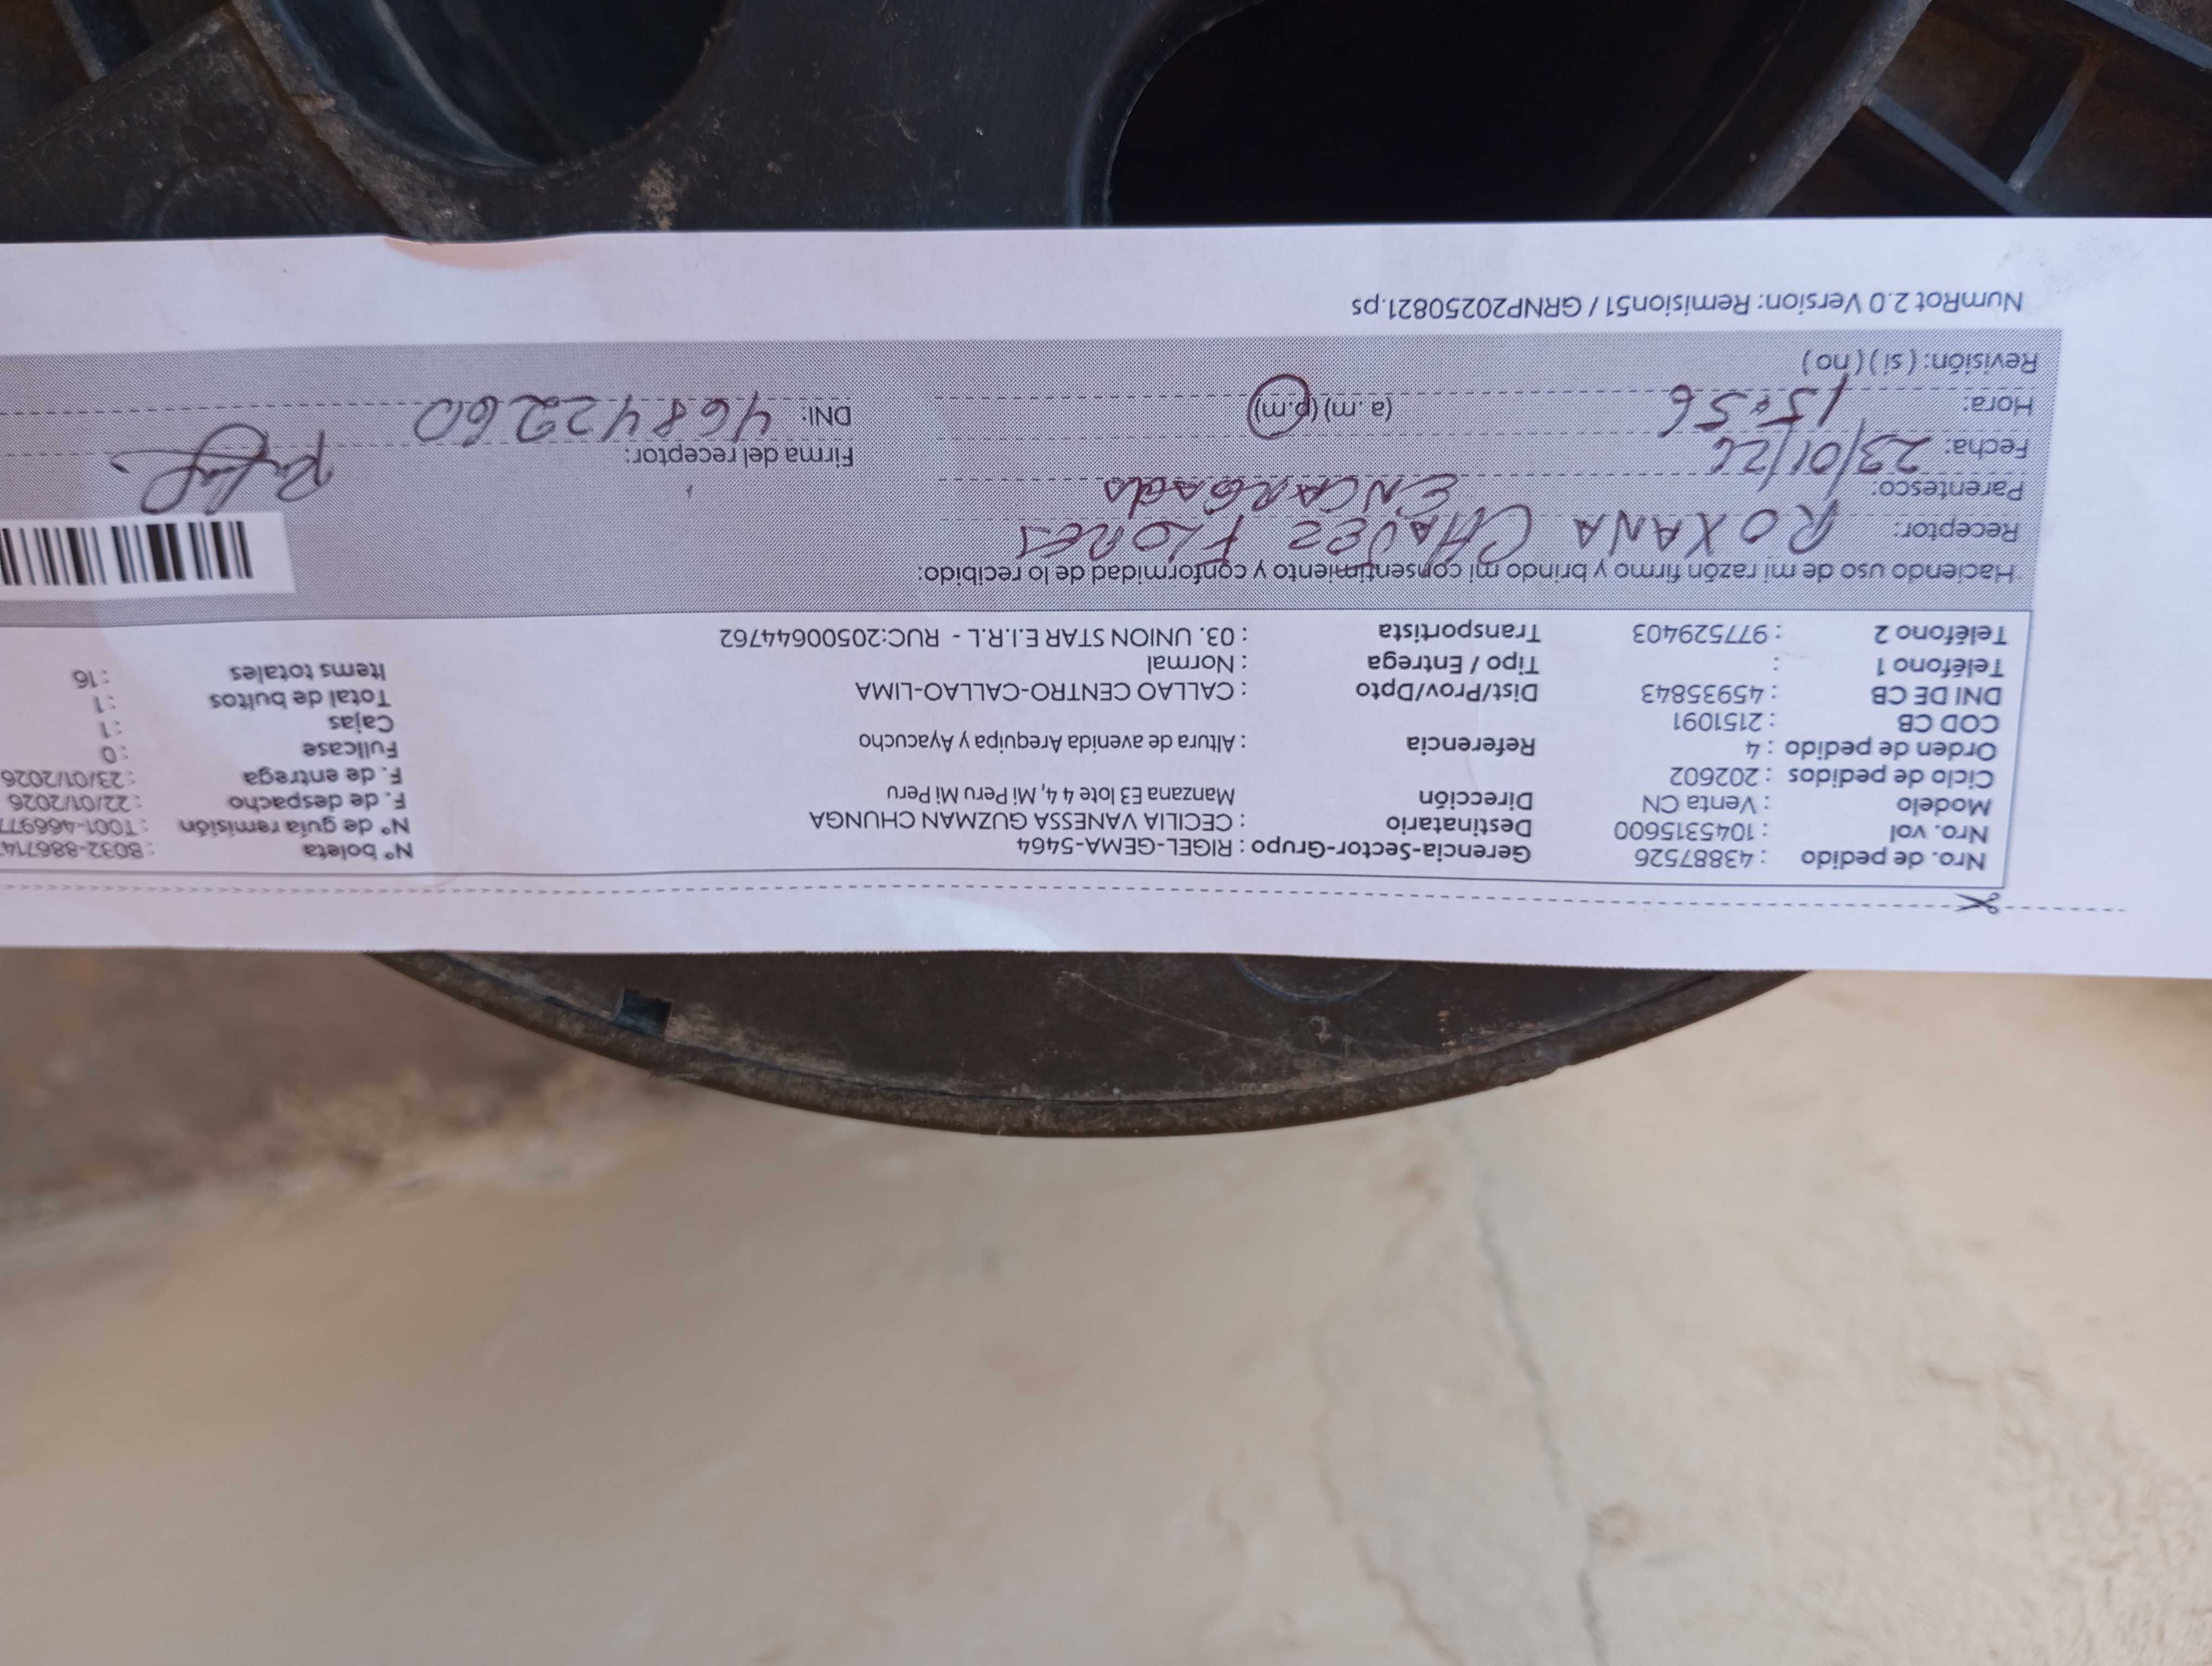 Nro. de pedido : 43887526 Gerencia-Sector-Grupo : RIGEL-GEMA-5464 N° boleta : B032-886714
Nro. vol : 1045315600 Destinatario : CECILIA VANESSA GUZMAN CHUNGA N° de guía remisión : T001-466977
Modelo : Venta CN Dirección Manzana E3 lote 4 4, Mi Peru Mi Peru F. de despacho : 22/01/2026
Ciclo de pedidos : 202602 F. de entrega : 23/01/2026
Orden de pedido : 4 Referencia : Altura de avenida Arequipa y Ayacucho Fullcase : 0
COD CB : 2151091 Cajas : 1
DNI DE CB : 45935843 Dist/Prov/Dpto : CALLAO CENTRO-CALLAO-LIMA Total de bultos : 1
Teléfono 1 : Tipo / Entrega : Normal Items totales : 16
Teléfono 2 : 977529403 Transportista : 03. UNION STAR E.I.R.L - RUC:20500644762
Haciendo uso de mi razón firmo y brindo mi consentimiento y conformidad de lo recibido:
Receptor: ROXANA CHAVEZ FLORES
Parentesco: ENCARGADO
Fecha: 23/01/26 Firma del receptor:
Hora: 15:56 (a.m) (p.m) DNI: 46842260
Revisión: ( si ) ( no )
NumRot 2.0 Version: Remision51 / GRNP20250821.ps